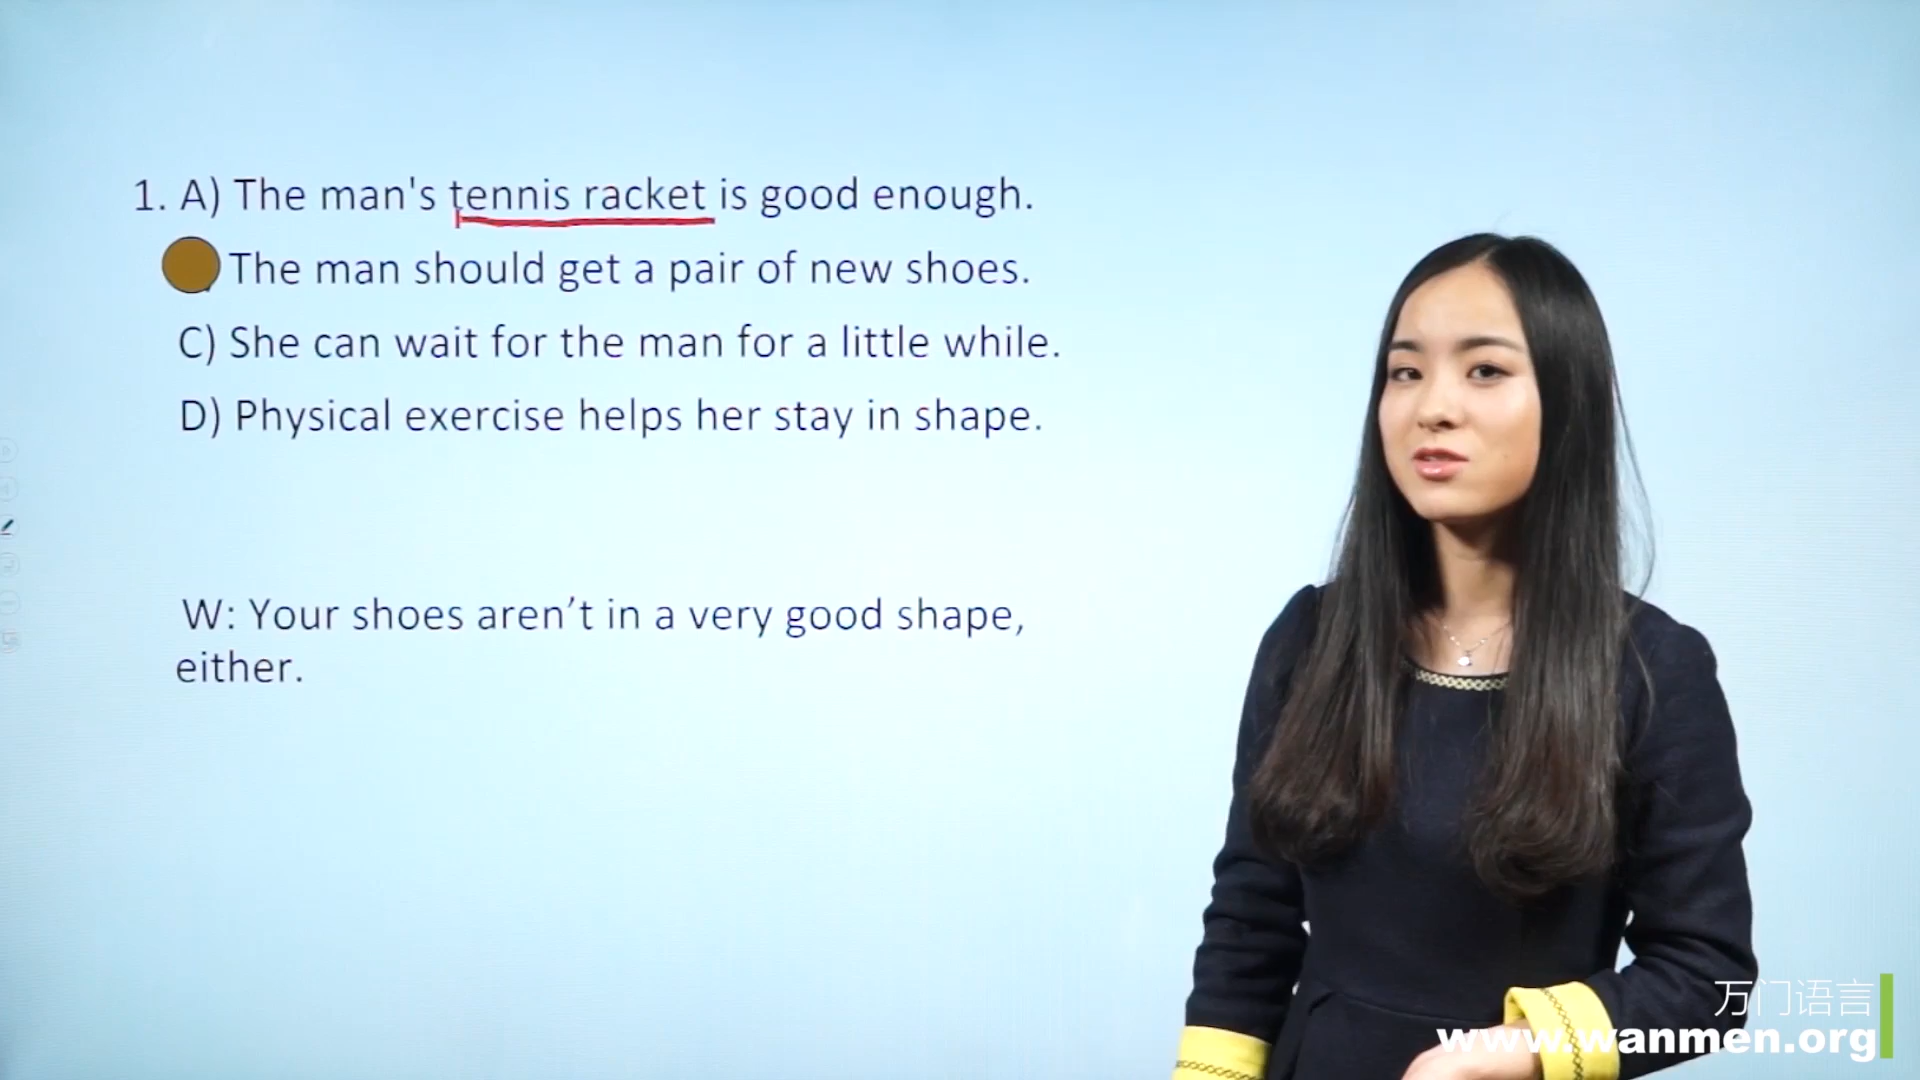 1. A) The man's tennis racket is good enough.
The man should get a pair of new shoes.
C) She can wait for the man for a little while.
D) Physical exercise helps her stay in shape.
W: Your shoes aren’t in a very good shape,
either.
万门语言
www.wanmen.org